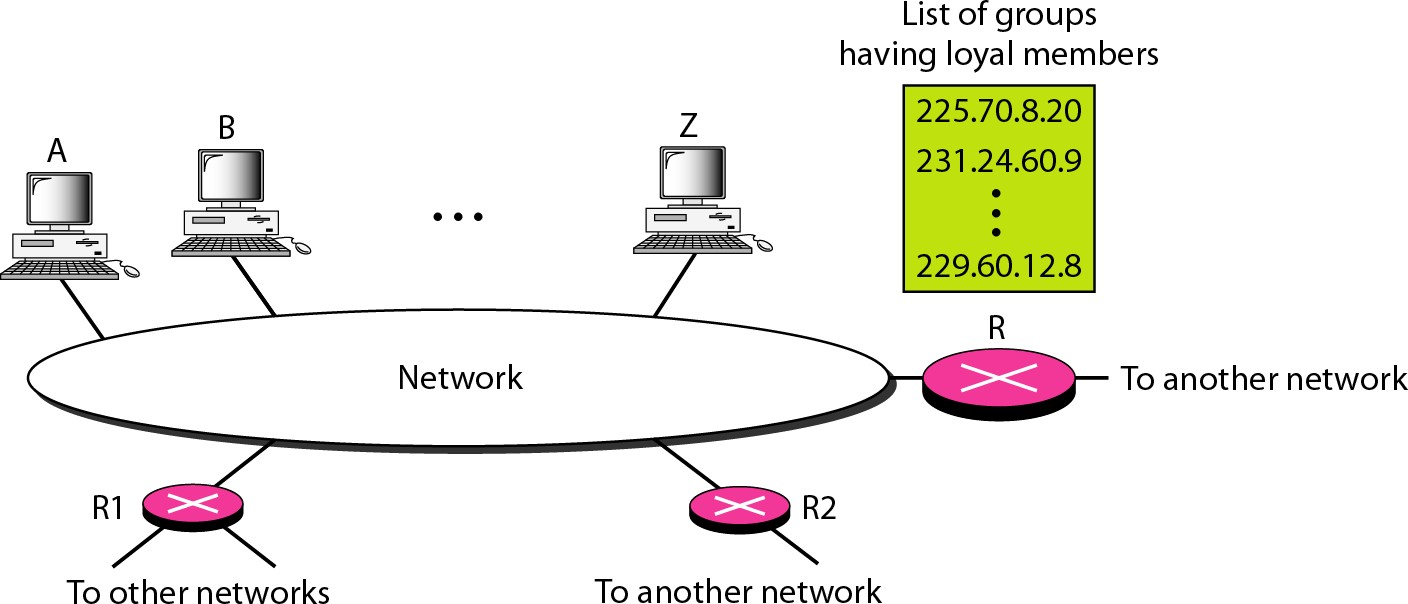 List of groups
having loyal members
225.70.8.20
231.24.60.9
229.60.12.8
A
B
...
Z
R
Network
To another network
R1
R2
To other networks
To another network